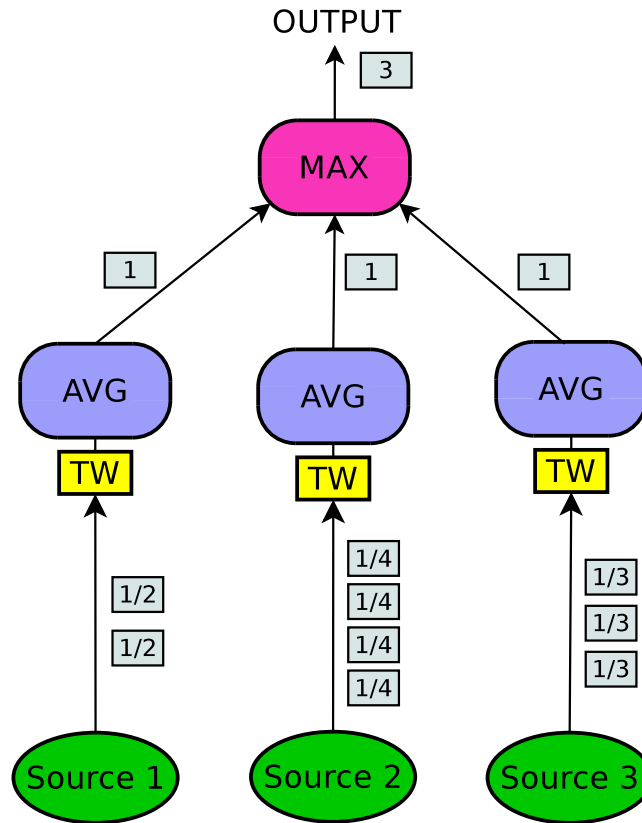 OUTPUT
3
MAX
1
1
1
AVG
AVG
AVG
TW
TW
TW
1/2
1/2
1/4
1/4
1/4
1/4
1/3
1/3
1/3
Source 1
Source 2
Source 3